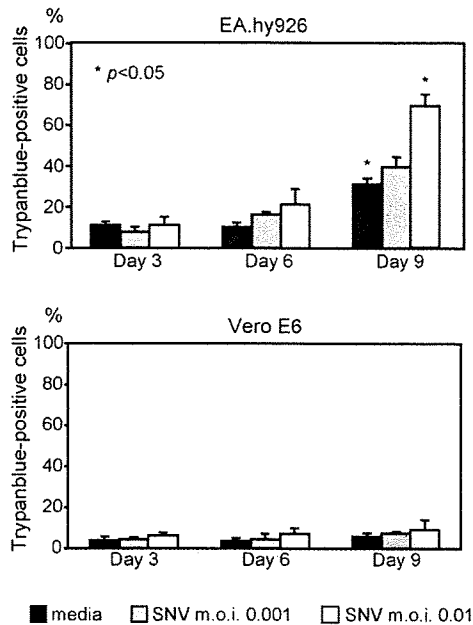 EA.hy926
%
Trypanblue-positive cells
100
80
60
40
20
0
* p<0.05
*
*
Day 3
Day 6
Day 9
Vero E6
%
Trypanblue-positive cells
100
80
60
40
20
0
Day 3
Day 6
Day 9
media
SNV m.o.i. 0.001
SNV m.o.i. 0.01